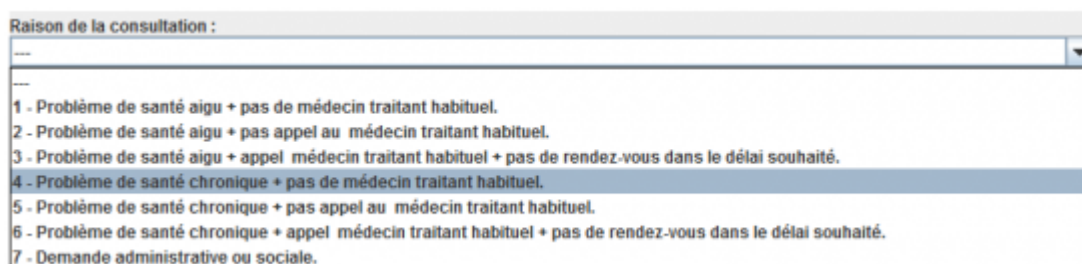 Raison de la consultation :
---
---
1 - Problème de santé aigu + pas de médecin traitant habituel.
2 - Problème de santé aigu + pas appel au  médecin traitant habituel.
3 - Problème de santé aigu + appel  médecin traitant habituel + pas de rendez-vous dans le délai souhaité.
4 - Problème de santé chronique + pas de médecin traitant habituel.
5 - Problème de santé chronique + pas appel au  médecin traitant habituel.
6 - Problème de santé chronique + appel  médecin traitant habituel + pas de rendez-vous dans le délai souhaité.
7 - Demande administrative ou sociale.